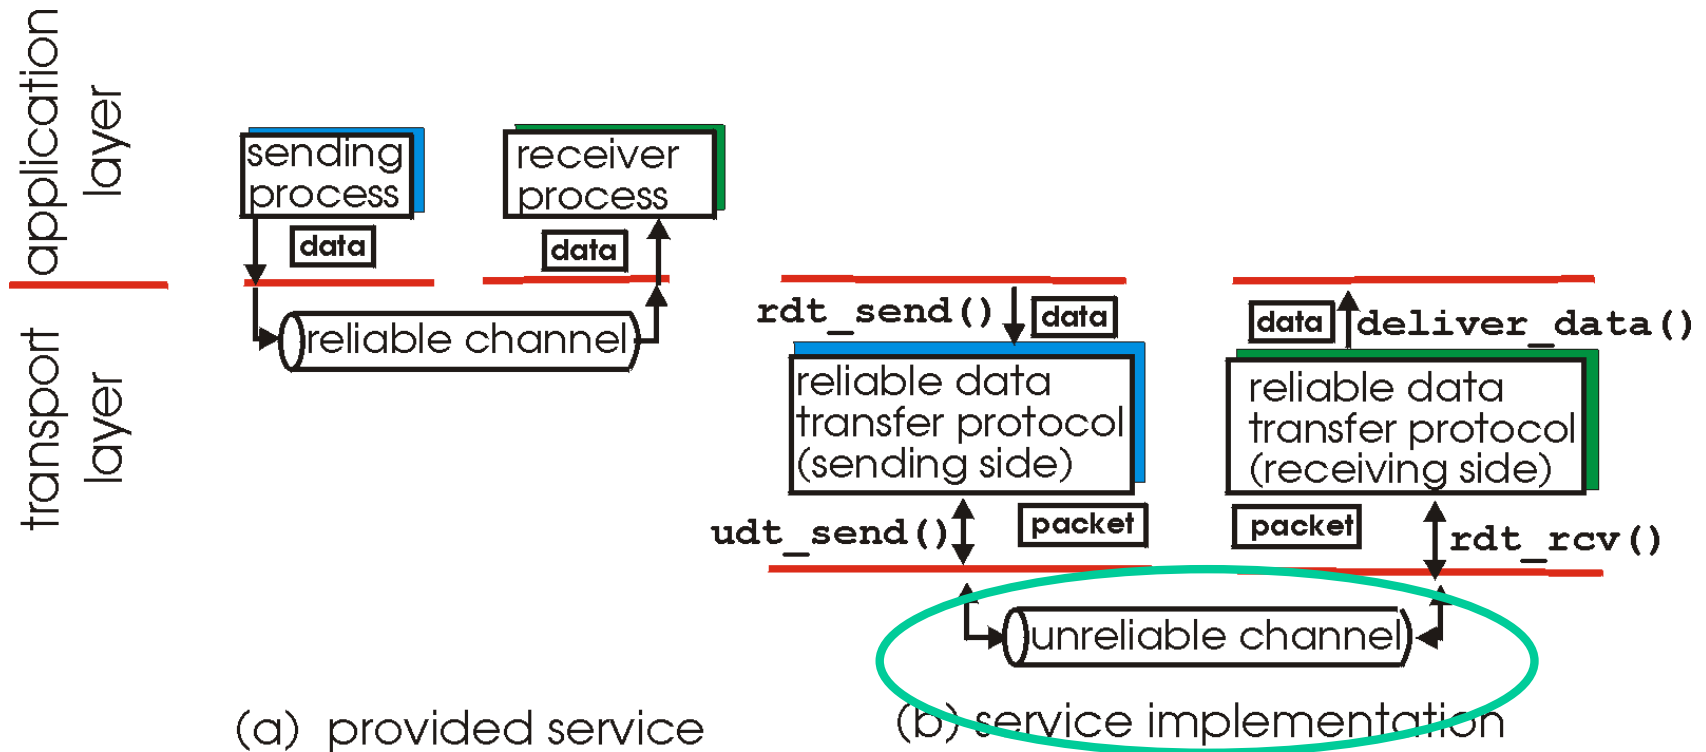 application
layer
transport
layer
sending
process
data
receiver
process
data
reliable channel
(a) provided service
rdt_send()
data
reliable data
transfer protocol
(sending side)
udt_send()
packet
data
deliver_data()
reliable data
transfer protocol
(receiving side)
packet
rdt_rcv()
unreliable channel
(b) service implementation